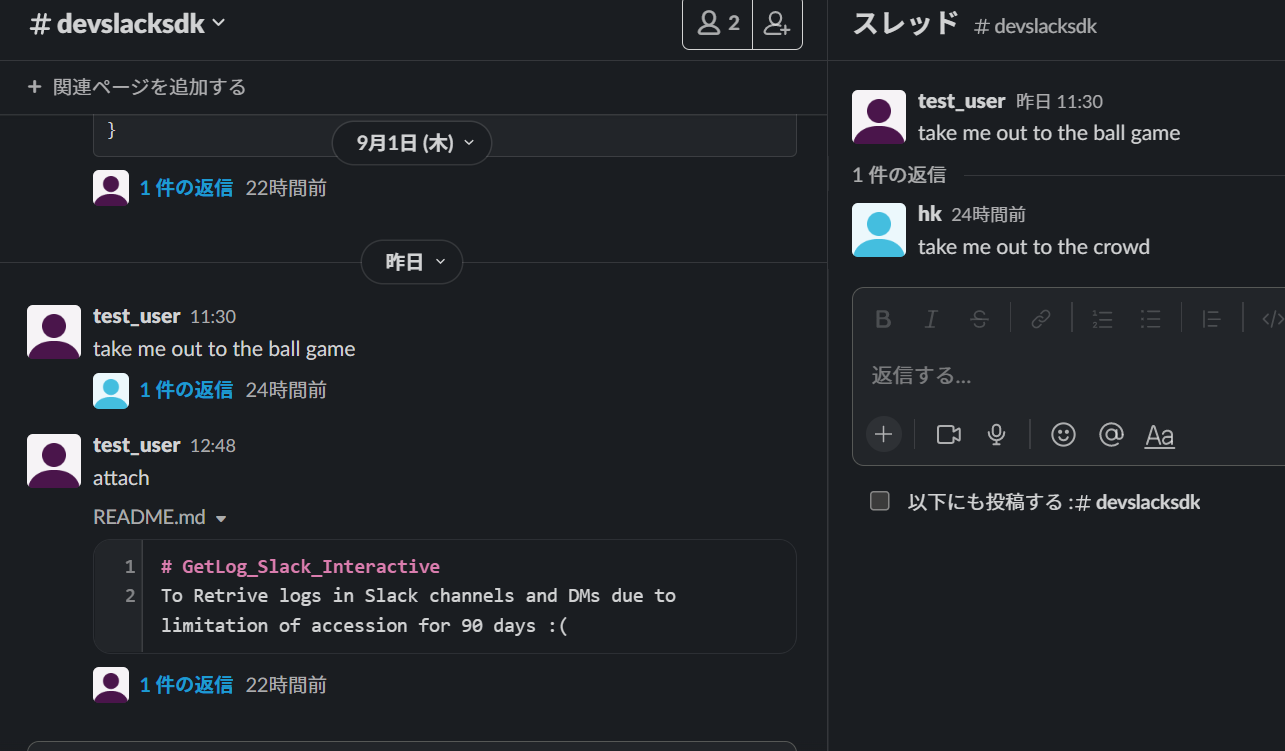 # devslacksdk
2
+ 関連ページを追加する
}
9月1日 (木)
1 件の返信 22時間前
昨日
test_user 11:30
take me out to the ball game
1 件の返信 24時間前
test_user 12:48
attach
README.md
1 # GetLog_Slack_Interactive
2 To Retrive logs in Slack channels and DMs due to
limitation of accession for 90 days :(
1 件の返信 22時間前
スレッド # devslacksdk
test_user 昨日 11:30
take me out to the ball game
1 件の返信
hk 24時間前
take me out to the crowd
B I S </>
返信する...
+ @ Aa
以下にも投稿する :# devslacksdk